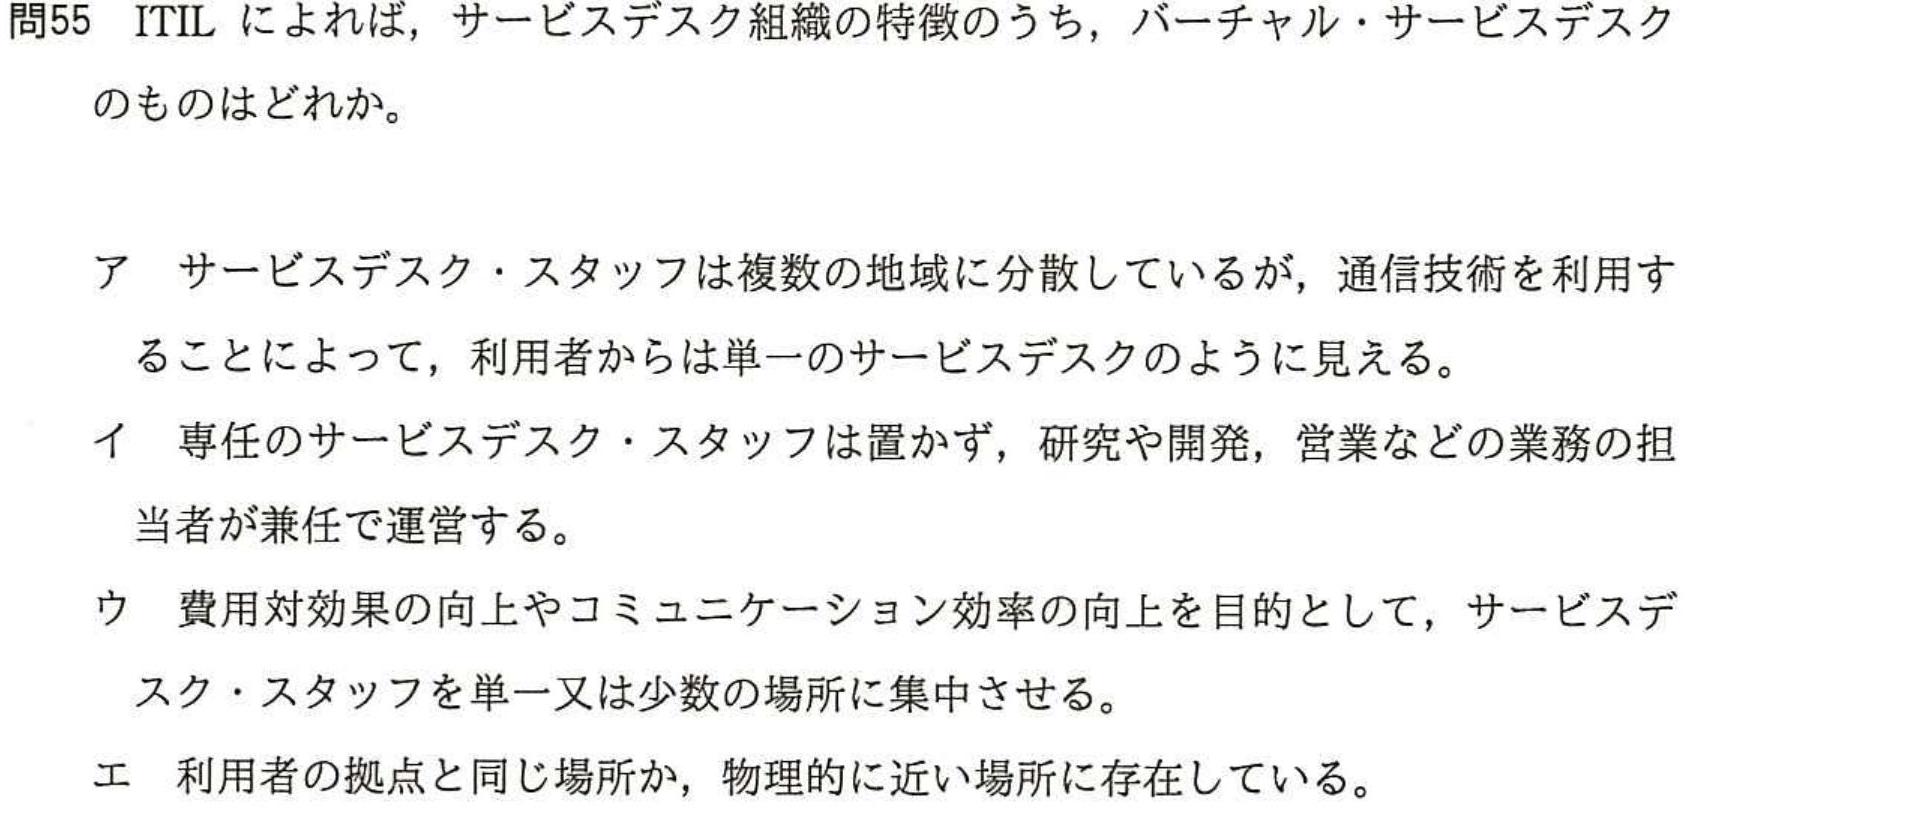 問55 ITIL によれば，サービスデスク組織の特徴のうち，バーチャル・サービスデスク
のものはどれか。
ア サービスデスク・スタッフは複数の地域に分散しているが，通信技術を利用す
ることによって，利用者からは単一のサービスデスクのように見える。
イ 専任のサービスデスク・スタッフは置かず，研究や開発，営業などの業務の担
当者が兼任で運営する。
ウ 費用対効果の向上やコミュニケーション効率の向上を目的として，サービスデ
スク・スタッフを単一又は少数の場所に集中させる。
エ 利用者の拠点と同じ場所か，物理的に近い場所に存在している。